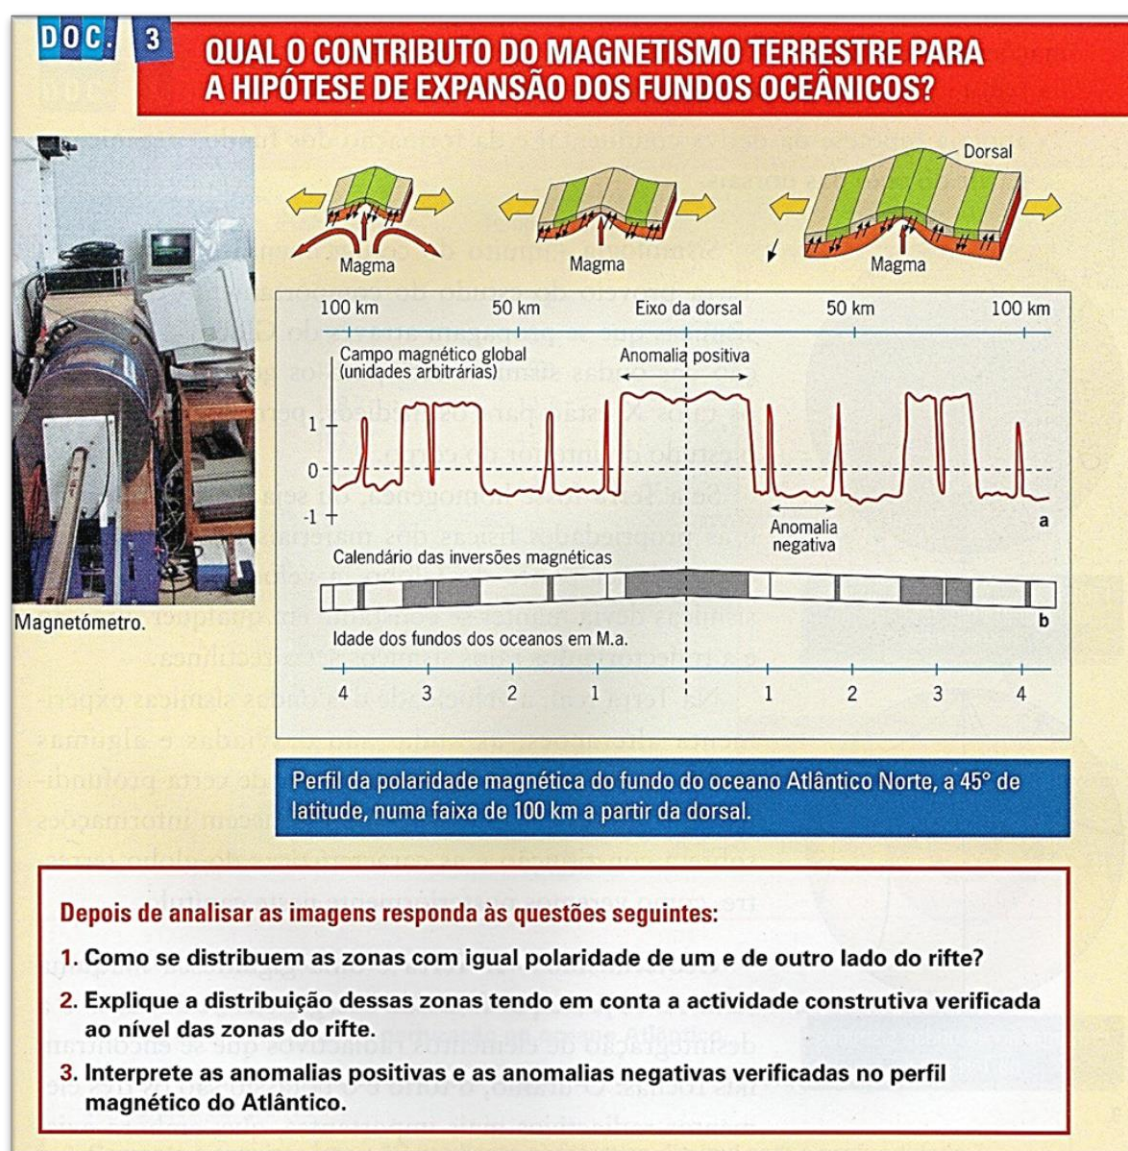 DOC. 3
QUAL O CONTRIBUTO DO MAGNETISMO TERRESTRE PARA
A HIPÓTESE DE EXPANSÃO DOS FUNDOS OCEÂNICOS?
Dorsal
Magma
Magma
Magma
100 km
50 km
Eixo da dorsal
50 km
100 km
Campo magnético global
(unidades arbitrárias)
Anomalia positiva
1
0
-1
Anomalia
negativa
a
Calendário das inversões magnéticas
b
Magnetómetro.
Idade dos fundos dos oceanos em M.a.
4 3 2 1 1 2 3 4
Perfil da polaridade magnética do fundo do oceano Atlântico Norte, a 45° de
latitude, numa faixa de 100 km a partir da dorsal.
Depois de analisar as imagens responda às questões seguintes:
1. Como se distribuem as zonas com igual polaridade de um e de outro lado do rifte?
2. Explique a distribuição dessas zonas tendo em conta a actividade construtiva verificada
ao nível das zonas do rifte.
3. Interprete as anomalias positivas e as anomalias negativas verificadas no perfil
magnético do Atlântico.